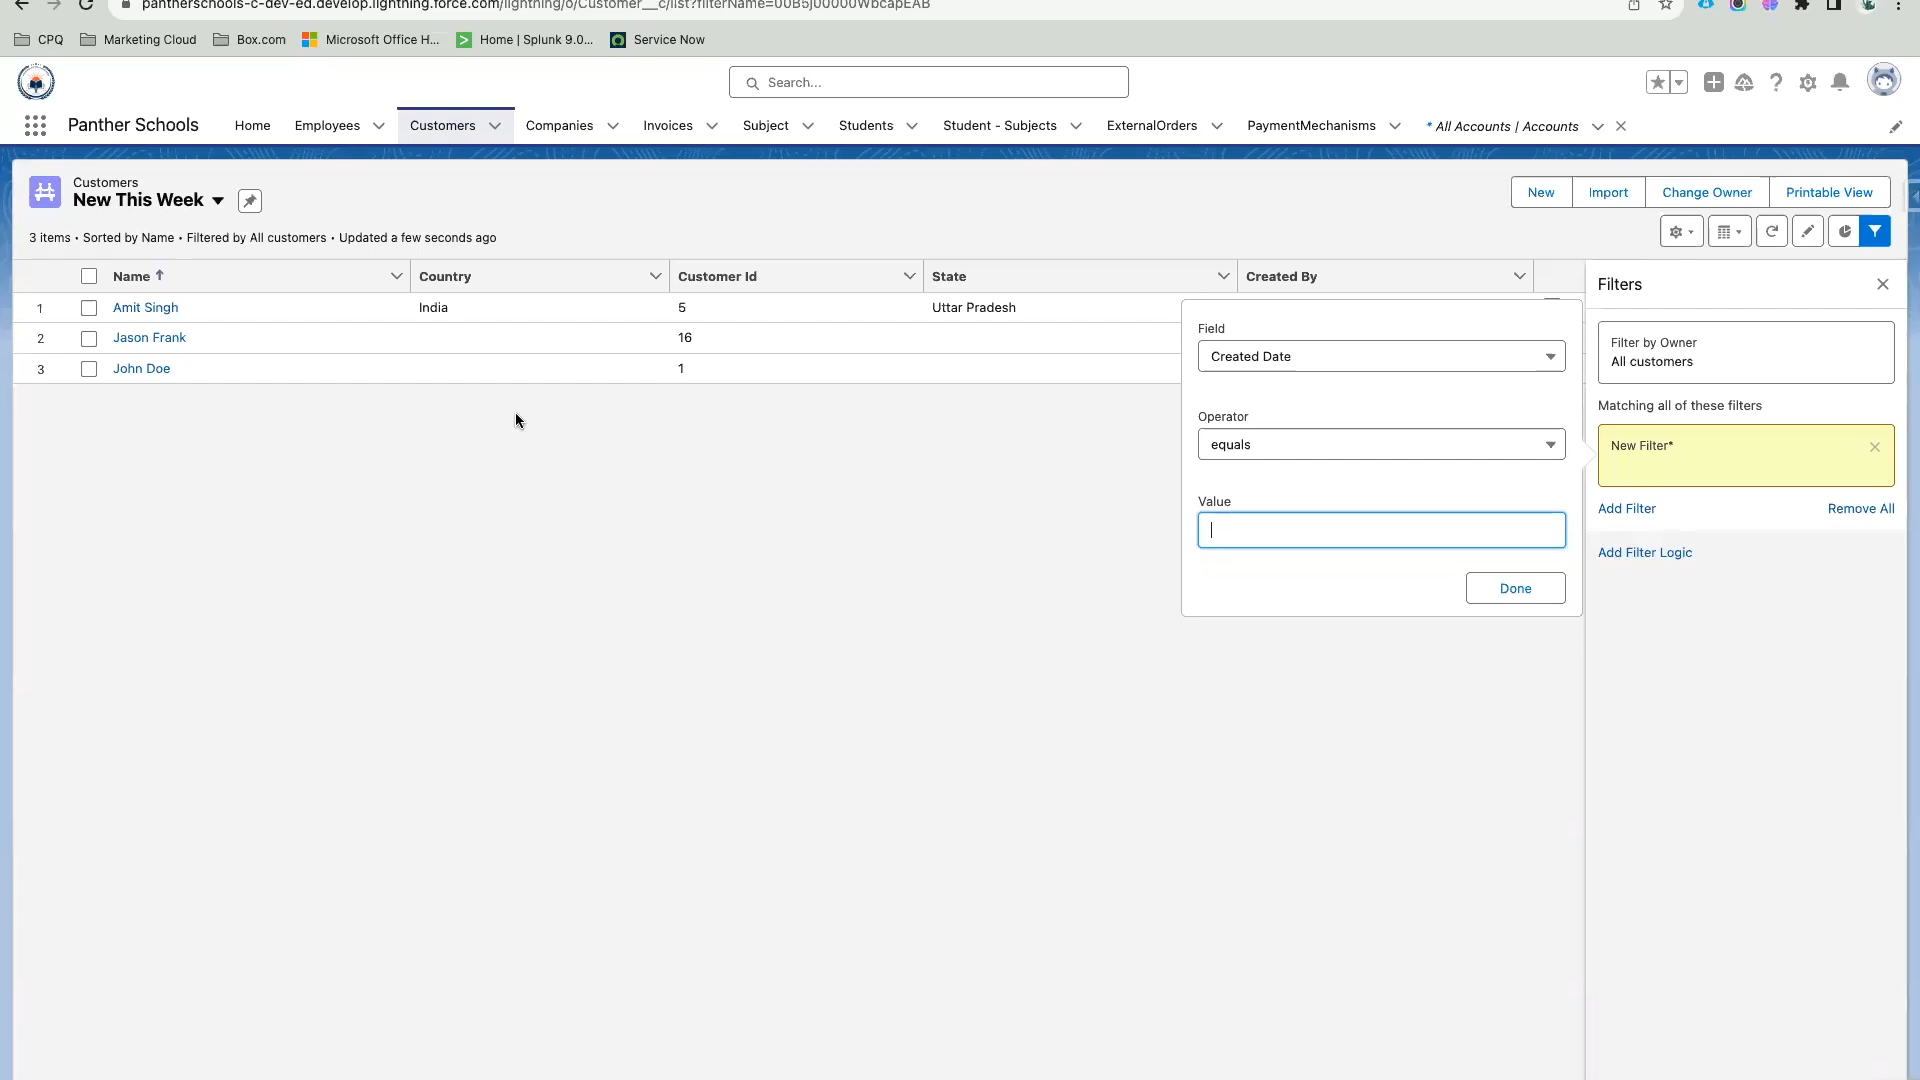 pantherschools-c-dev-ed.develop.lightning.force.com/lightning/o/Customer__c/list?filterName=00B5j00000WbcapEAB
CPQ Marketing Cloud Box.com Microsoft Office H... Home | Splunk 9.0... Service Now
Search...
Panther Schools Home Employees Customers Companies Invoices Subject Students Student - Subjects ExternalOrders PaymentMechanisms * All Accounts | Accounts
Customers
New This Week
New Import Change Owner Printable View
3 items • Sorted by Name • Filtered by All customers • Updated a few seconds ago
Name Country Customer Id State Created By
1 Amit Singh India 5 Uttar Pradesh
2 Jason Frank 16
3 John Doe 1
Field
Created Date
Operator
equals
Value
Done
Filters
Filter by Owner
All customers
Matching all of these filters
New Filter*
Add Filter Remove All
Add Filter Logic